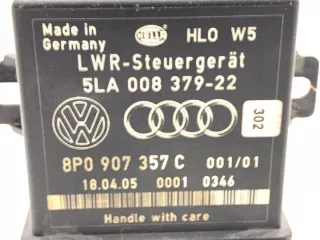 Made in
Germany
HELLA
HLO W5
LWR-Steuergerät
5LA 008 379-22
302
8P0 907 357 C 001/01
18.04.05 0001 0346
Handle with care